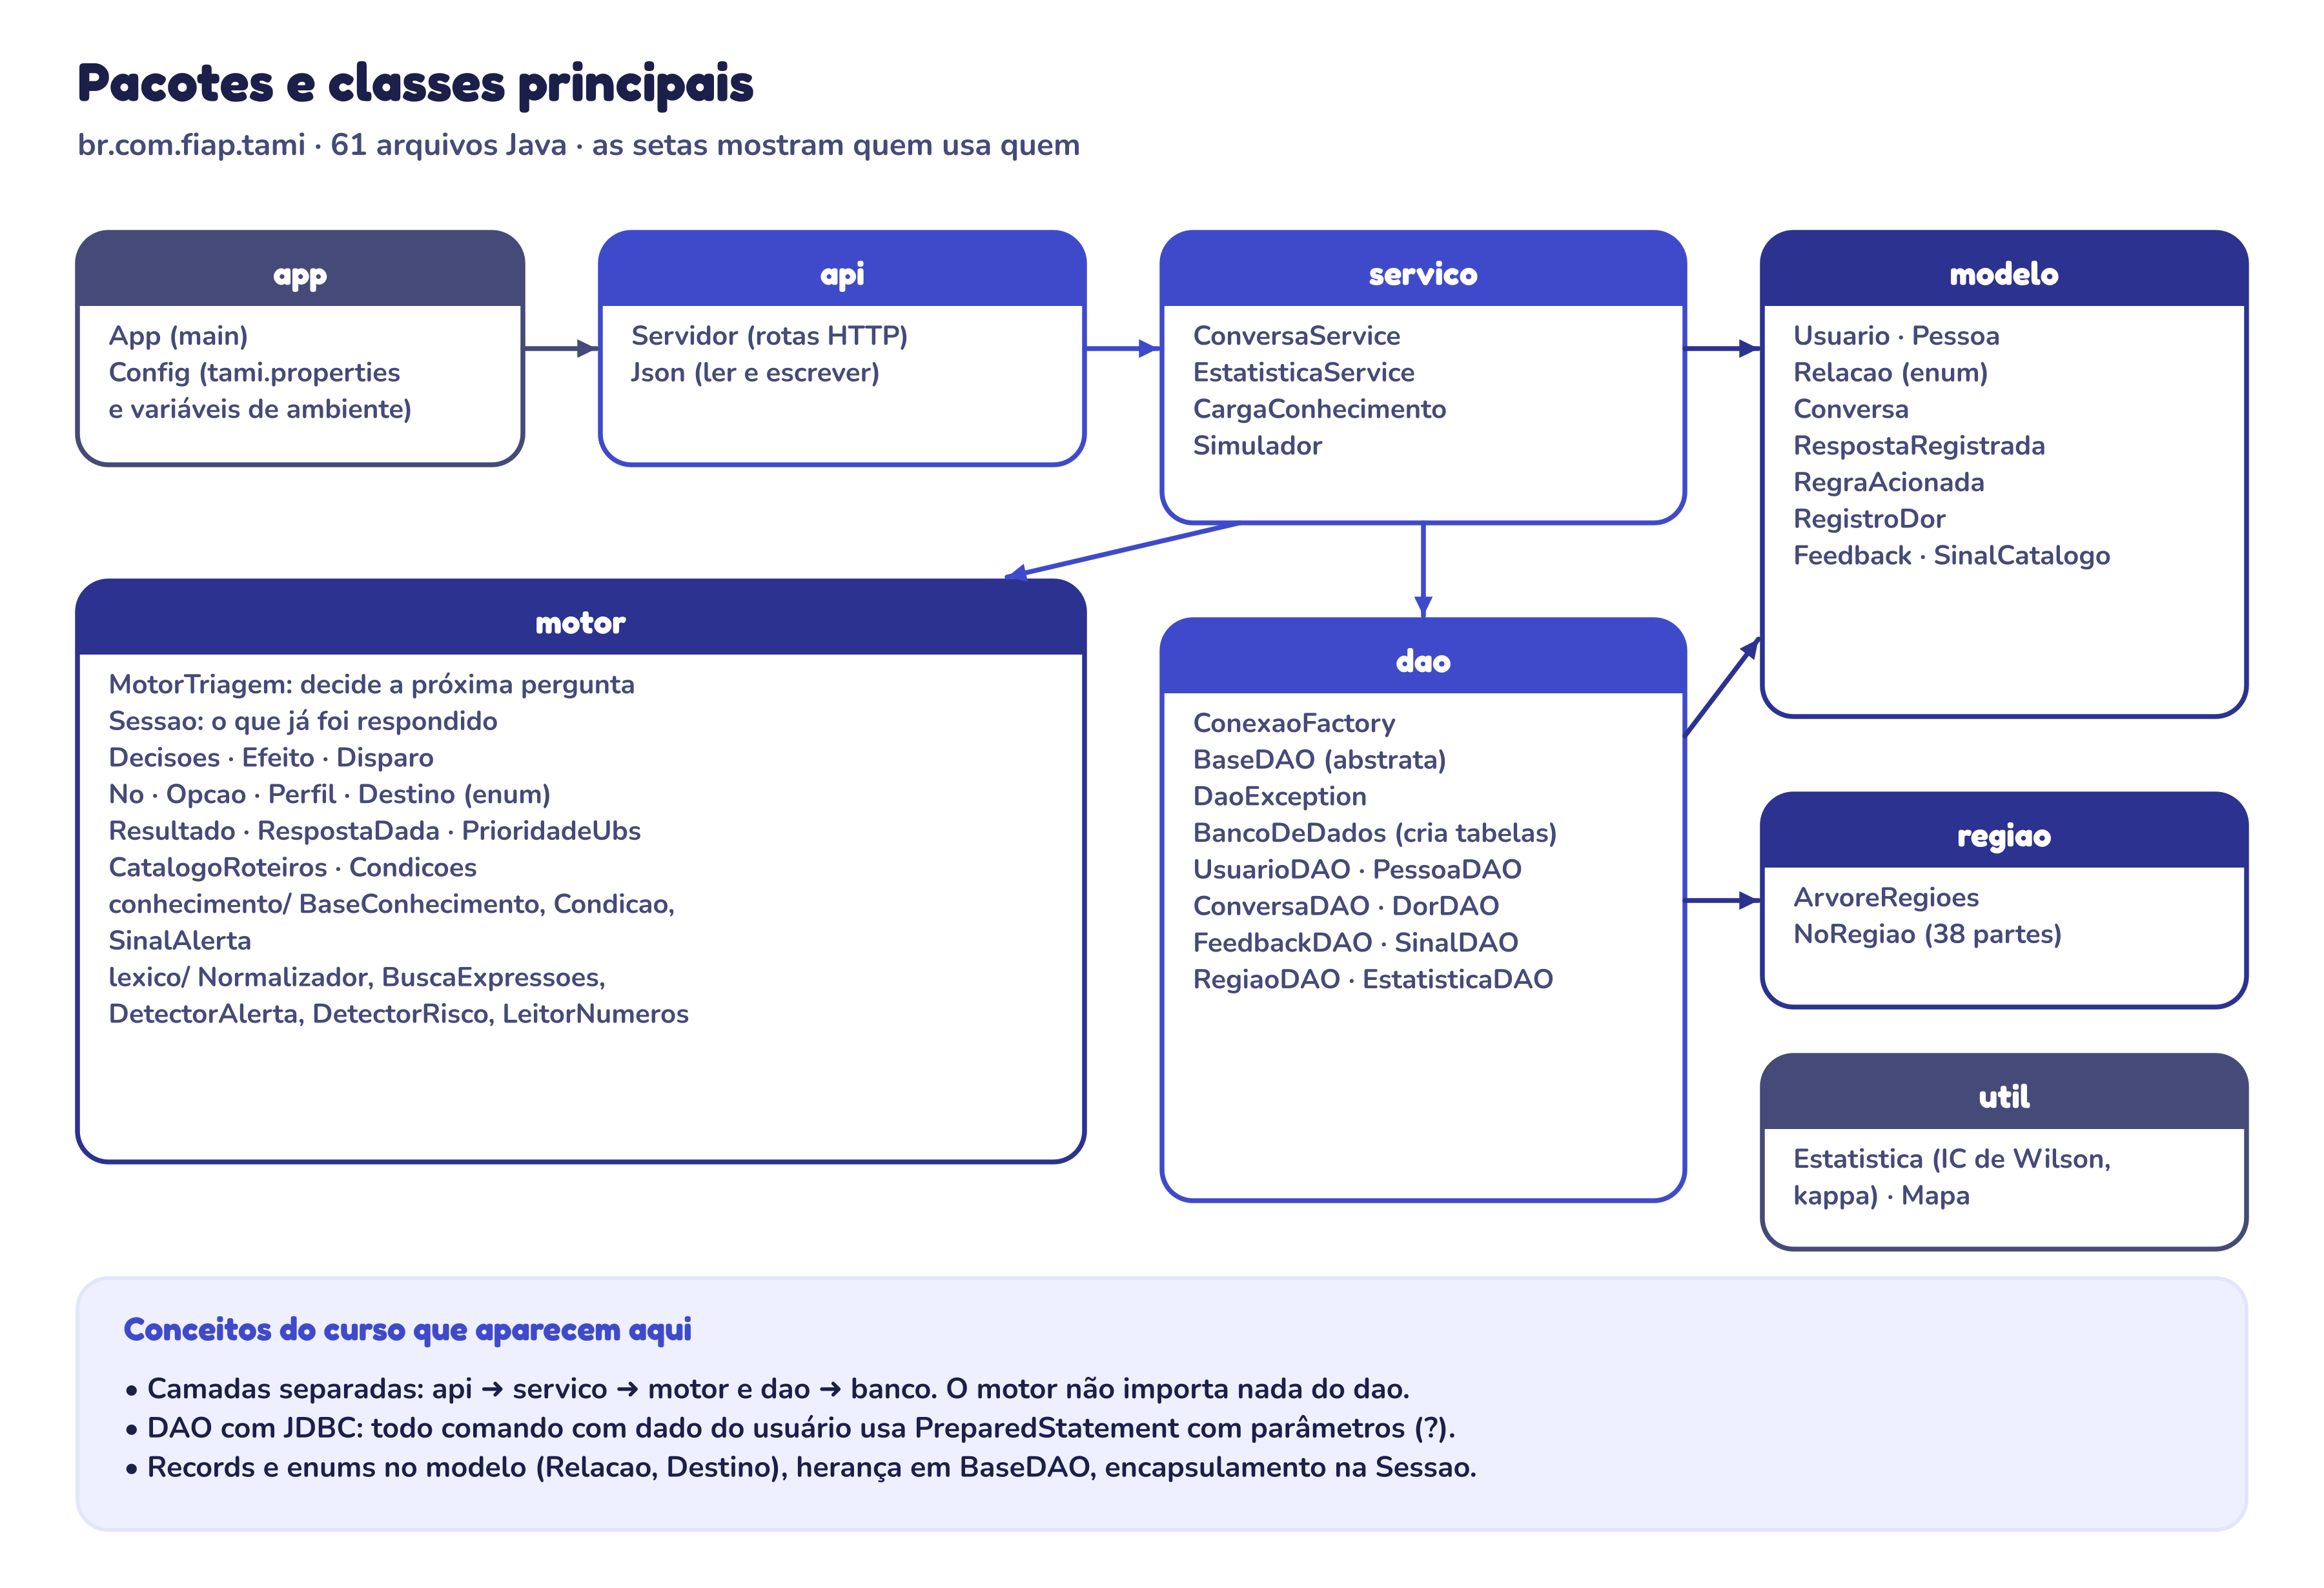 Pacotes e classes principais
br.com.fiap.tami · 61 arquivos Java · as setas mostram quem usa quem
app
App (main)
Config (tami.properties
e variáveis de ambiente)
api
Servidor (rotas HTTP)
Json (ler e escrever)
servico
ConversaService
EstatisticaService
CargaConhecimento
Simulador
modelo
Usuario · Pessoa
Relacao (enum)
Conversa
RespostaRegistrada
RegraAcionada
RegistroDor
Feedback · SinalCatalogo
motor
MotorTriagem: decide a próxima pergunta
Sessao: o que já foi respondido
Decisoes · Efeito · Disparo
No · Opcao · Perfil · Destino (enum)
Resultado · RespostaDada · PrioridadeUbs
CatalogoRoteiros · Condicoes
conhecimento/ BaseConhecimento, Condicao,
SinalAlerta
lexico/ Normalizador, BuscaExpressoes,
DetectorAlerta, DetectorRisco, LeitorNumeros
dao
ConexaoFactory
BaseDAO (abstrata)
DaoException
BancoDeDados (cria tabelas)
UsuarioDAO · PessoaDAO
ConversaDAO · DorDAO
FeedbackDAO · SinalDAO
RegiaoDAO · EstatisticaDAO
regiao
ArvoreRegioes
NoRegiao (38 partes)
util
Estatistica (IC de Wilson,
kappa) · Mapa
Conceitos do curso que aparecem aqui
• Camadas separadas: api → servico → motor e dao → banco. O motor não importa nada do dao.
• DAO com JDBC: todo comando com dado do usuário usa PreparedStatement com parâmetros (?).
• Records e enums no modelo (Relacao, Destino), herança em BaseDAO, encapsulamento na Sessao.